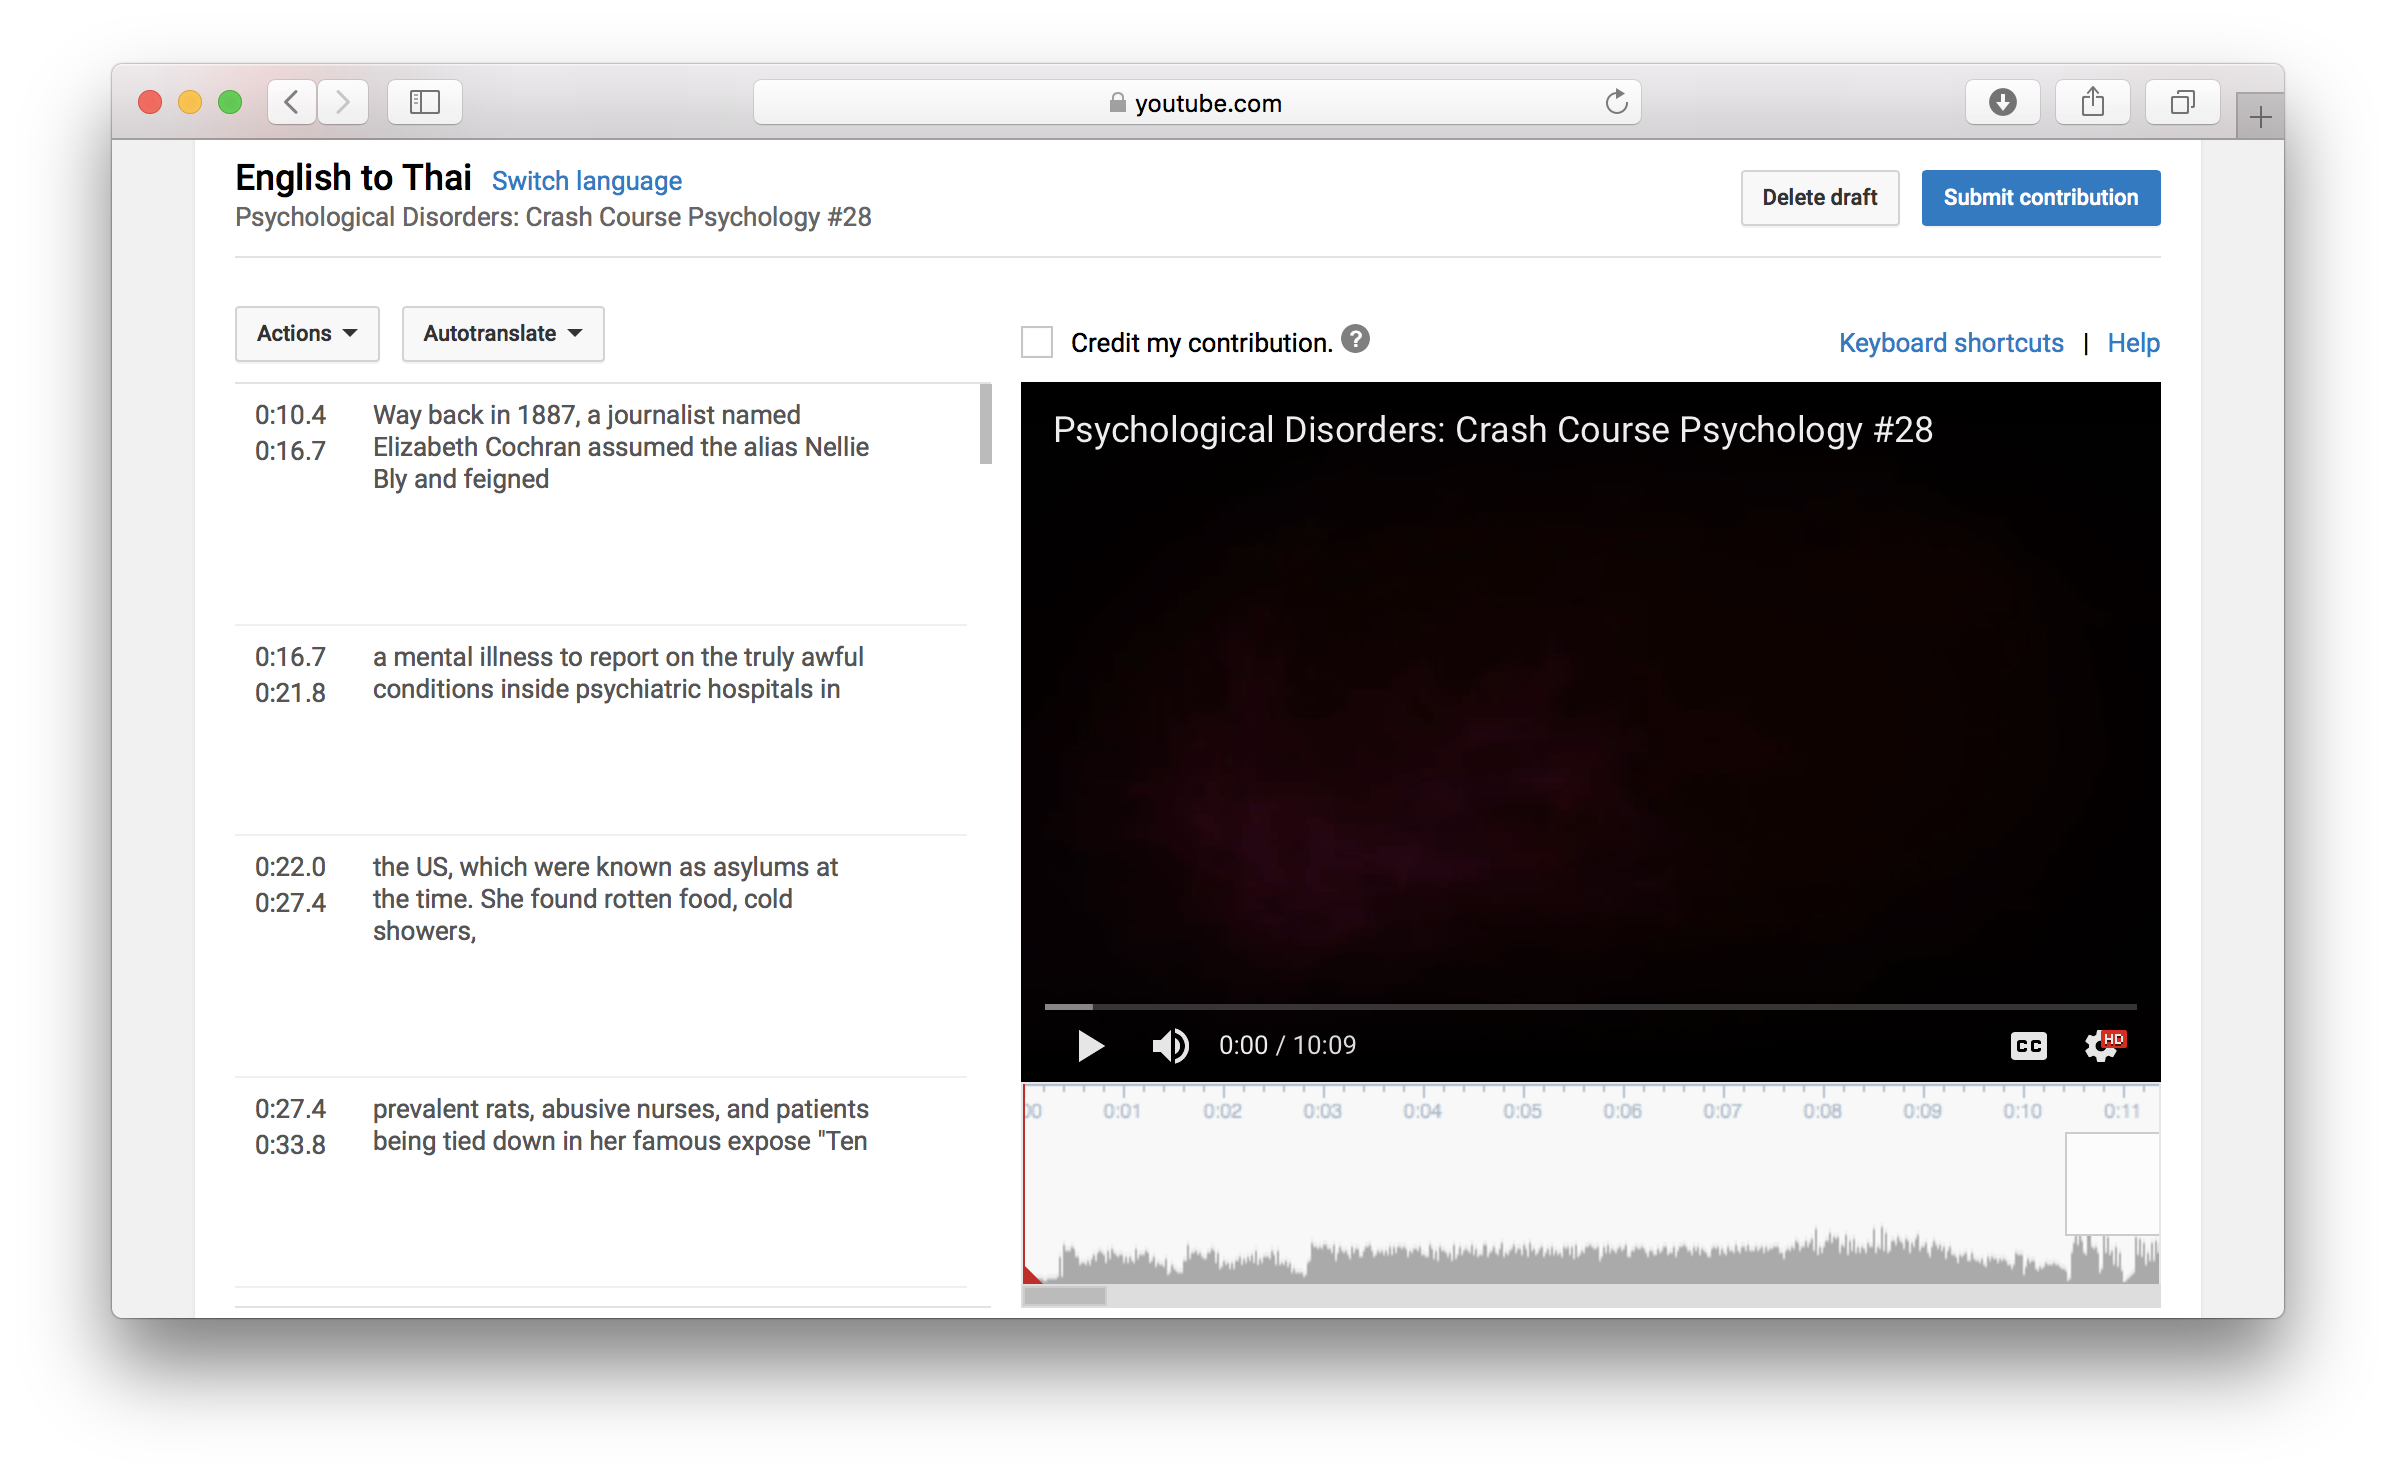 youtube.com
English to Thai Switch language
Psychological Disorders: Crash Course Psychology #28
Delete draft
Submit contribution
Actions
Autotranslate
Credit my contribution. ?
Keyboard shortcuts | Help
0:10.4
0:16.7
Way back in 1887, a journalist named
Elizabeth Cochran assumed the alias Nellie
Bly and feigned
0:16.7
0:21.8
a mental illness to report on the truly awful
conditions inside psychiatric hospitals in
0:22.0
0:27.4
the US, which were known as asylums at
the time. She found rotten food, cold
showers,
0:27.4
0:33.8
prevalent rats, abusive nurses, and patients
being tied down in her famous expose "Ten
Psychological Disorders: Crash Course Psychology #28
0:00 / 10:09
CC
HD
00 0:01 0:02 0:03 0:04 0:05 0:06 0:07 0:08 0:09 0:10 0:11